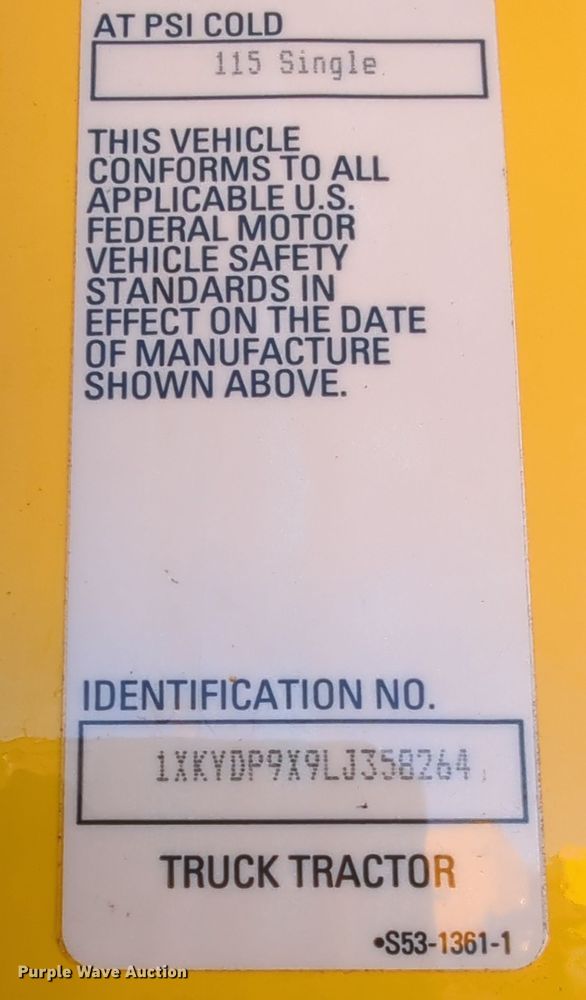 AT PSI COLD
115 Single
THIS VEHICLE
CONFORMS TO ALL
APPLICABLE U.S.
FEDERAL MOTOR
VEHICLE SAFETY
STANDARDS IN
EFFECT ON THE DATE
OF MANUFACTURE
SHOWN ABOVE.
IDENTIFICATION NO.
1XKYDP9X9LJ358264
TRUCK TRACTOR
•S53-1361-1
Purple Wave Auction